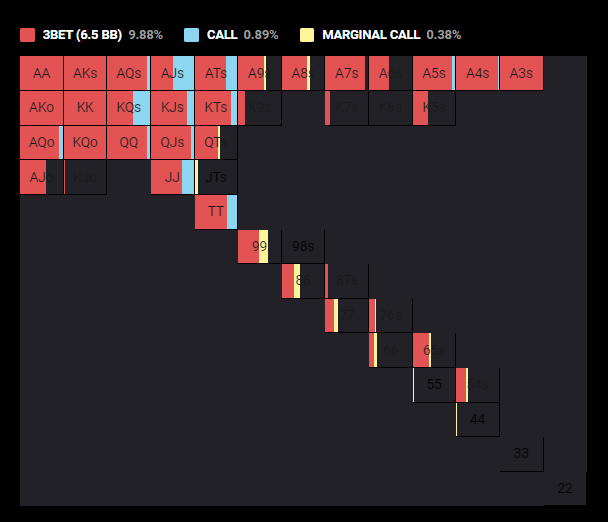 3BET (6.5 BB) 9.88% CALL 0.89% MARGINAL CALL 0.38%
AA AKs AQs AJs ATs A9s A8s A7s A6s A5s A4s A3s
AKo KK KQs KJs KTs K9s K7s K6s K5s
AQo KQo QQ QJs QTs
AJo KJo JJ JTs
TT
99 98s
88 87s
77 76s
66 65s
55 54s
44
33
22